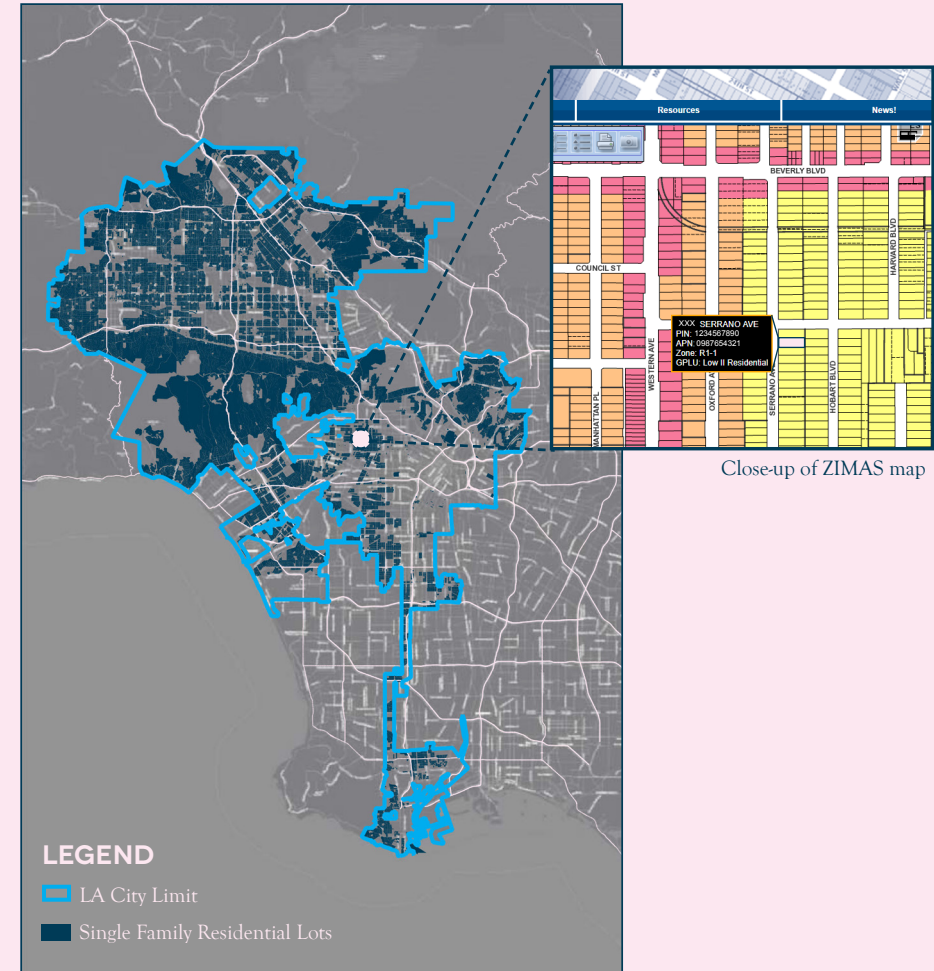 Resources
News!
BEVERLY BLVD
HARVARD BLVD
COUNCIL ST
XXX SERRANO AVE
PIN: 1234567890
APN: 0987654321
Zone: R1-1
GPLU: Low II Residential
WESTERN AVE
MANHATTAN PL
OXFORD A
SERRANO A
HOBART BLVD
Close-up of ZIMAS map
LEGEND
LA City Limit
Single Family Residential Lots